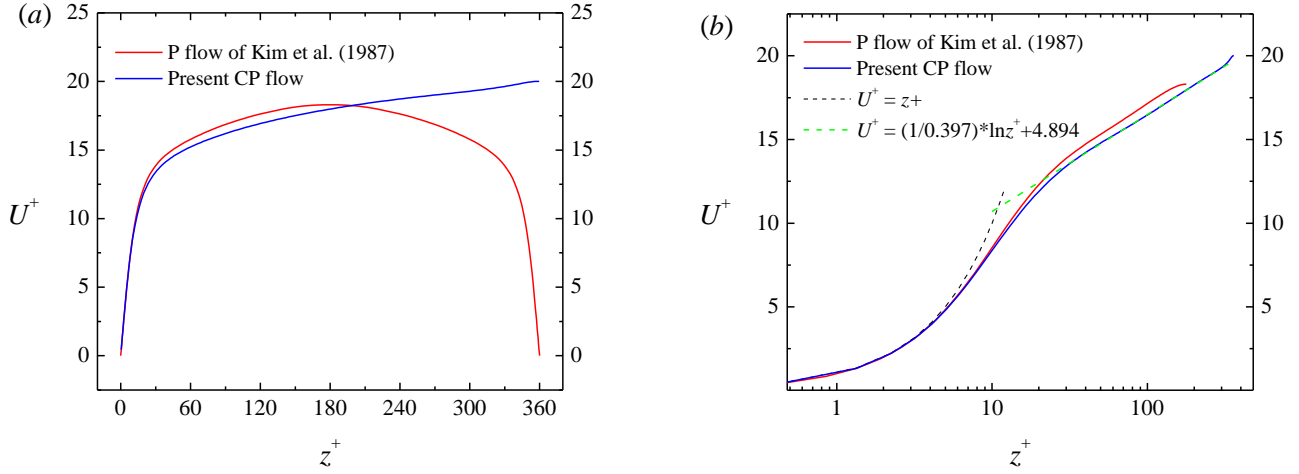 (a)
P flow of Kim et al. (1987)
Present CP flow
U+
25
20
15
10
5
0
25
20
15
10
5
0
0 60 120 180 240 300 360
z+
(b)
P flow of Kim et al. (1987)
Present CP flow
U+ = z+
U+ = (1/0.397)*lnz+ +4.894
U+
20
15
10
5
20
15
10
5
1 10 100
z+